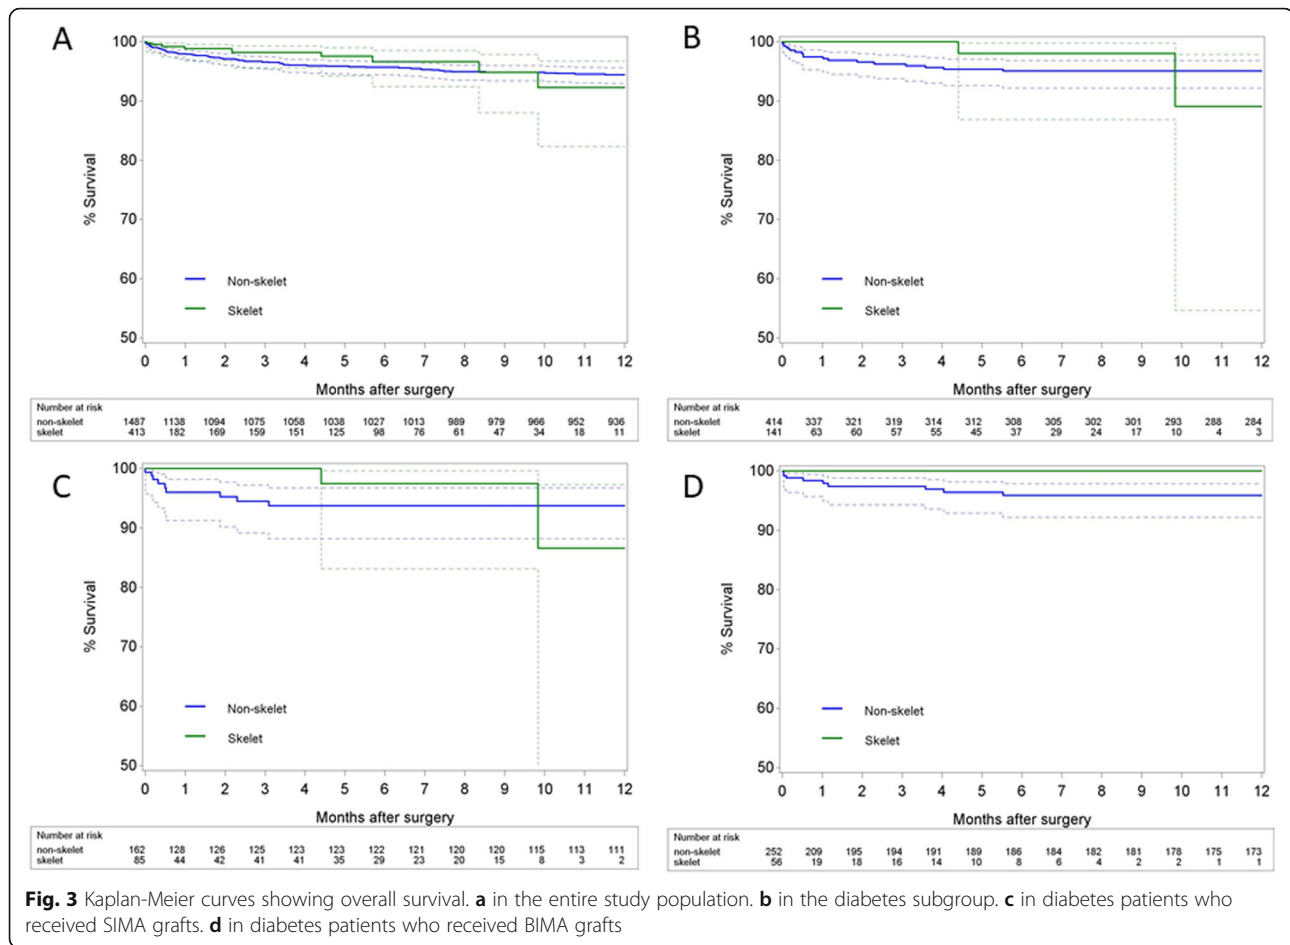 A
100
90
80
70
60
50
% Survival
Non-skelet
Skelet
0 1 2 3 4 5 6 7 8 9 10 11 12
Months after surgery
Number at risk
non-skelet 1487 1138 1094 1075 1058 1038 1027 1013 989 979 966 952 936
skelet 413 182 169 159 151 125 98 76 61 47 34 18 11
B
100
90
80
70
60
50
% Survival
Non-skelet
Skelet
0 1 2 3 4 5 6 7 8 9 10 11 12
Months after surgery
Number at risk
non-skelet 414 337 321 319 314 312 308 305 302 301 293 288 284
skelet 141 63 60 57 55 45 37 29 24 17 10 4 3
C
100
90
80
70
60
50
% Survival
Non-skelet
Skelet
0 1 2 3 4 5 6 7 8 9 10 11 12
Months after surgery
Number at risk
non-skelet 162 128 126 125 123 123 122 121 120 120 115 113 111
skelet 85 44 42 41 41 35 29 23 20 15 8 3 2
D
100
90
80
70
60
50
% Survival
Non-skelet
Skelet
0 1 2 3 4 5 6 7 8 9 10 11 12
Months after surgery
Number at risk
non-skelet 252 209 195 194 191 189 186 184 182 181 178 175 173
skelet 56 19 18 16 14 10 8 6 4 2 2 1 1
Fig. 3 Kaplan-Meier curves showing overall survival. a in the entire study population. b in the diabetes subgroup. c in diabetes patients who
received SIMA grafts. d in diabetes patients who received BIMA grafts